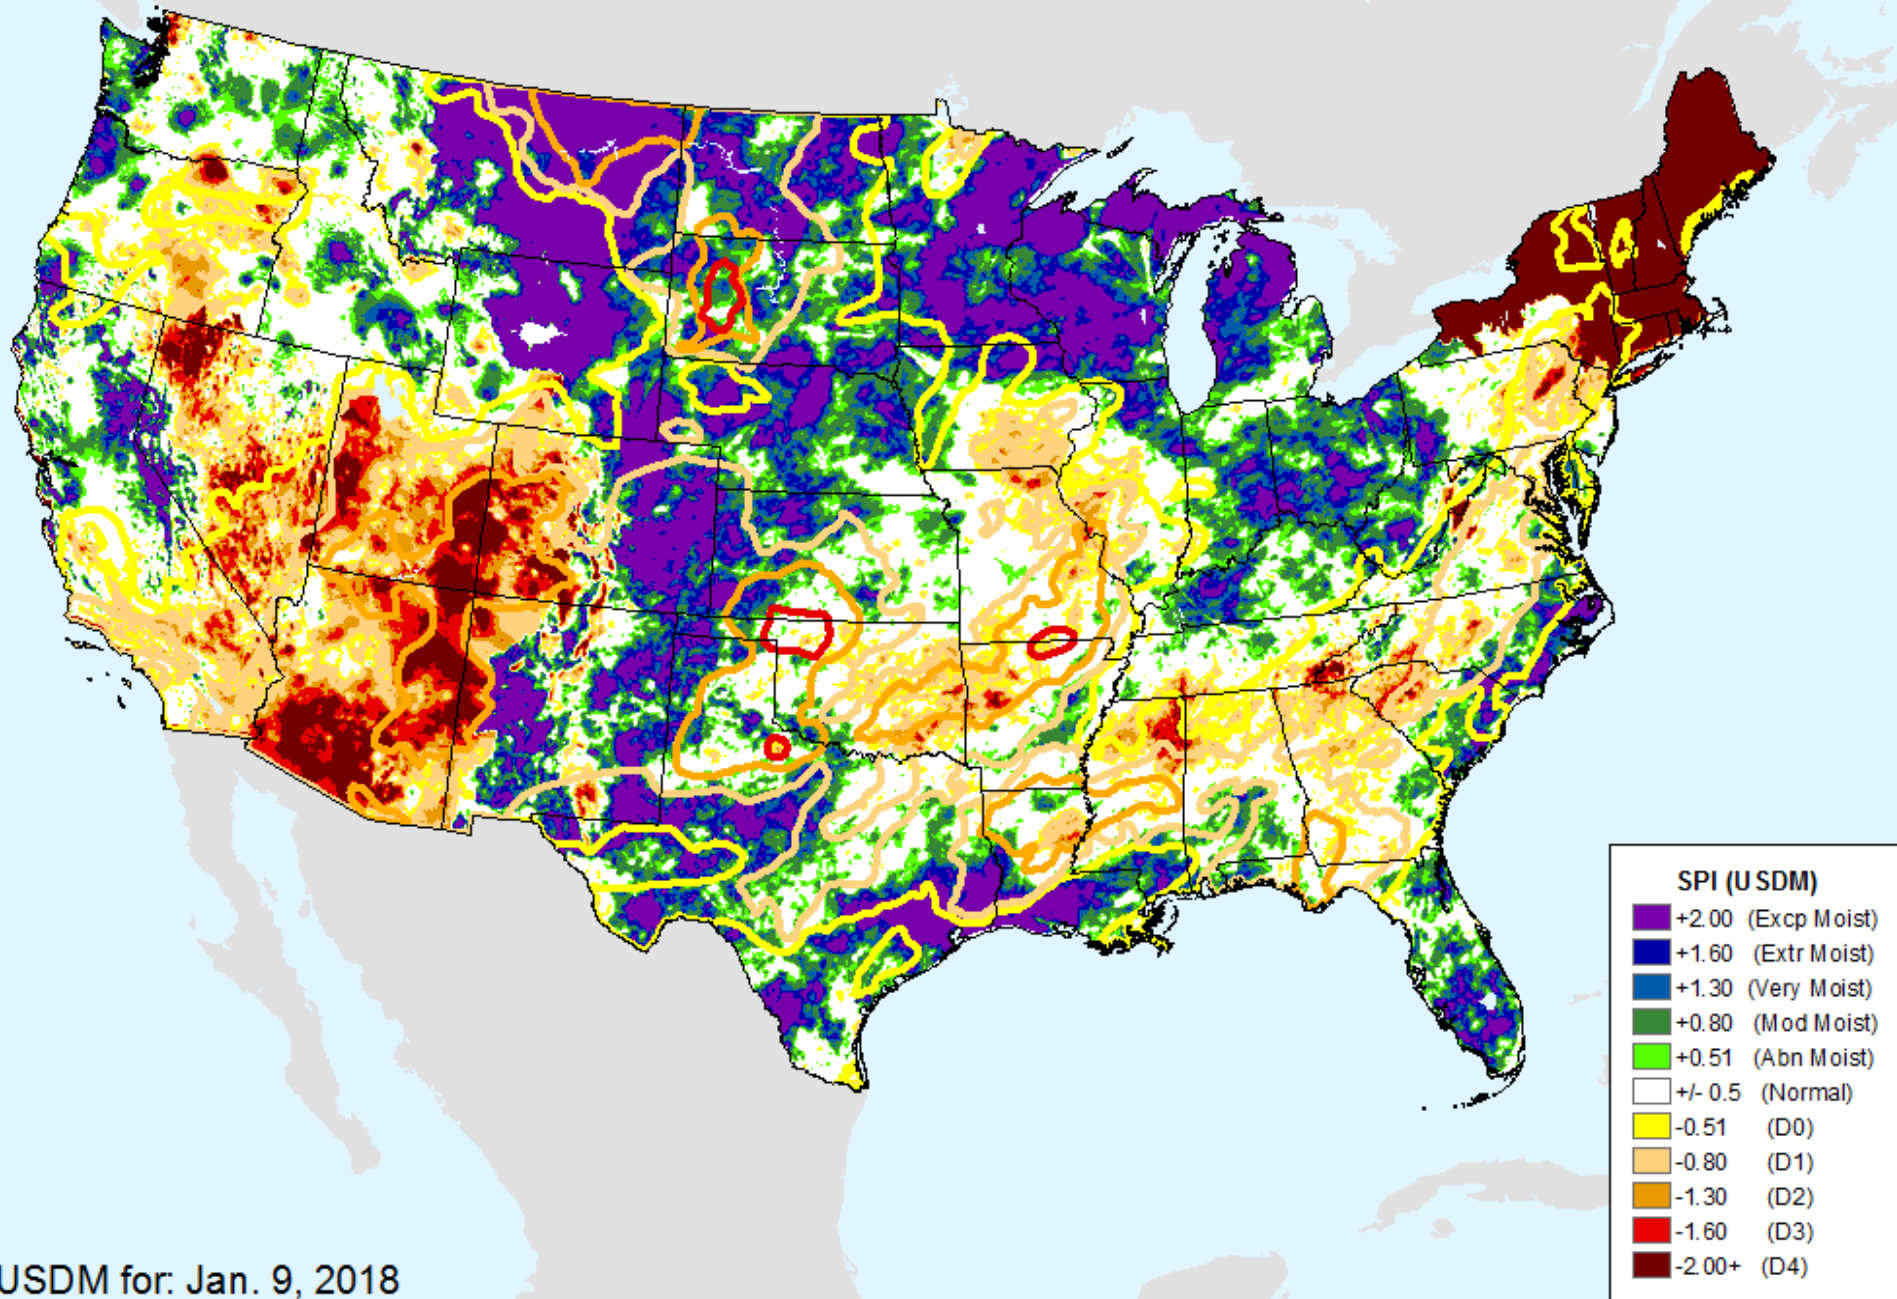 SPI (USDM)
+2.00 (Excp Moist)
+1.60 (Extr Moist)
+1.30 (Very Moist)
+0.80 (Mod Moist)
+0.51 (Abn Moist)
+/- 0.5 (Normal)
-0.51 (D0)
-0.80 (D1)
-1.30 (D2)
-1.60 (D3)
-2.00+ (D4)
USDM for: Jan. 9, 2018